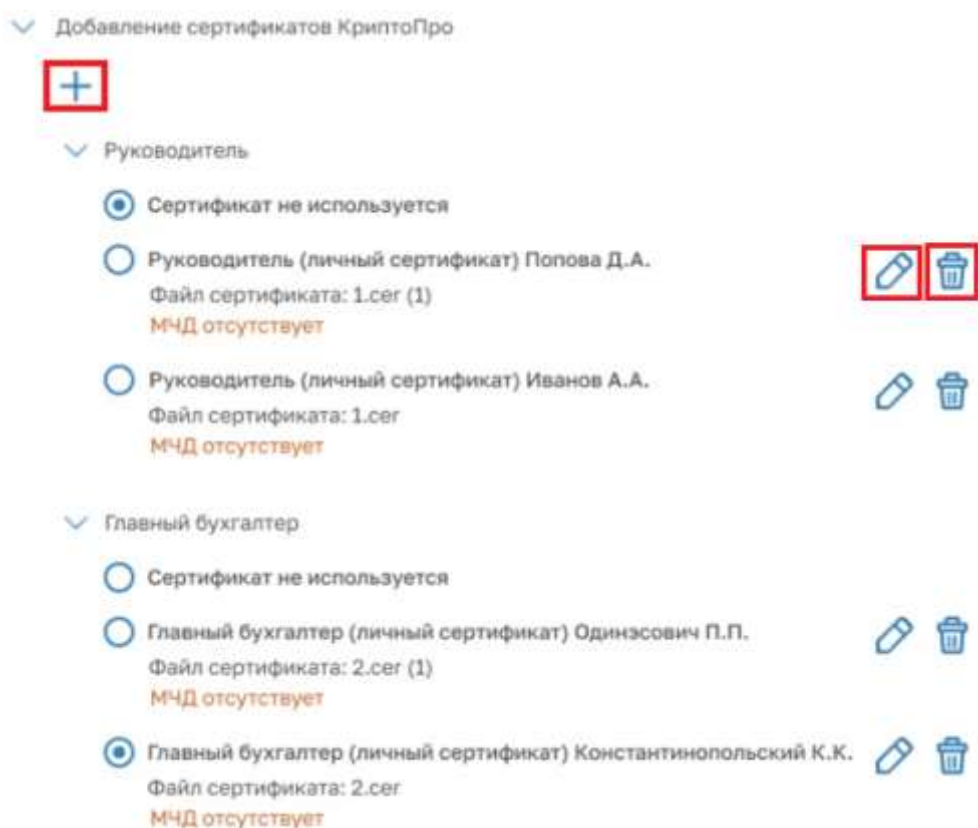 Добавление сертификатов КриптоПро
Руководитель
Сертификат не используется
Руководитель (личный сертификат) Попова Д.А.
Файл сертификата: 1.cer (1)
МЧД отсутствует
Руководитель (личный сертификат) Иванов А.А.
Файл сертификата: 1.cer
МЧД отсутствует
Главный бухгалтер
Сертификат не используется
Главный бухгалтер (личный сертификат) Одинэсович П.П.
Файл сертификата: 2.cer (1)
МЧД отсутствует
Главный бухгалтер (личный сертификат) Константинопольский К.К.
Файл сертификата: 2.cer
МЧД отсутствует